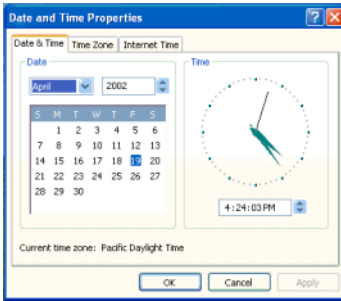 Date and Time Properties
Date & Time Time Zone Internet Time
Date
Time
April 2002
S M T W T F S
1 2 3 4 5 6
7 8 9 10 11 12 13
14 15 16 17 18 19 20
21 22 23 24 25 26 27
28 29 30
4:24:03 PM
Current time zone: Pacific Daylight Time
OK Cancel Apply